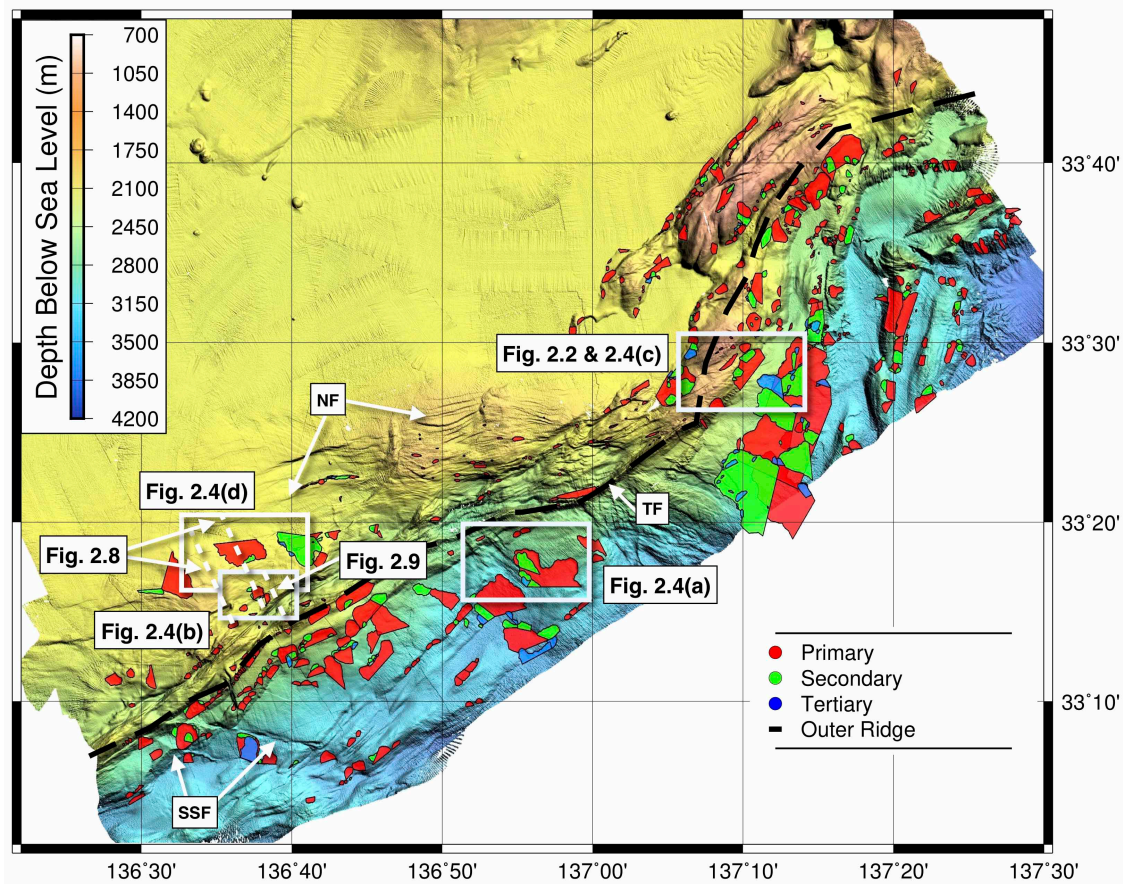 Depth Below Sea Level (m)
700
1050
1400
1750
2100
2450
2800
3150
3500
3850
4200
33°40'
33°30'
33°20'
33°10'
Fig. 2.2 & 2.4(c)
NF
Fig. 2.4(d)
TF
Fig. 2.8
Fig. 2.9
Fig. 2.4(a)
Fig. 2.4(b)
SSF
Primary
Secondary
Tertiary
Outer Ridge
136°30' 136°40' 136°50' 137°00' 137°10' 137°20' 137°30'